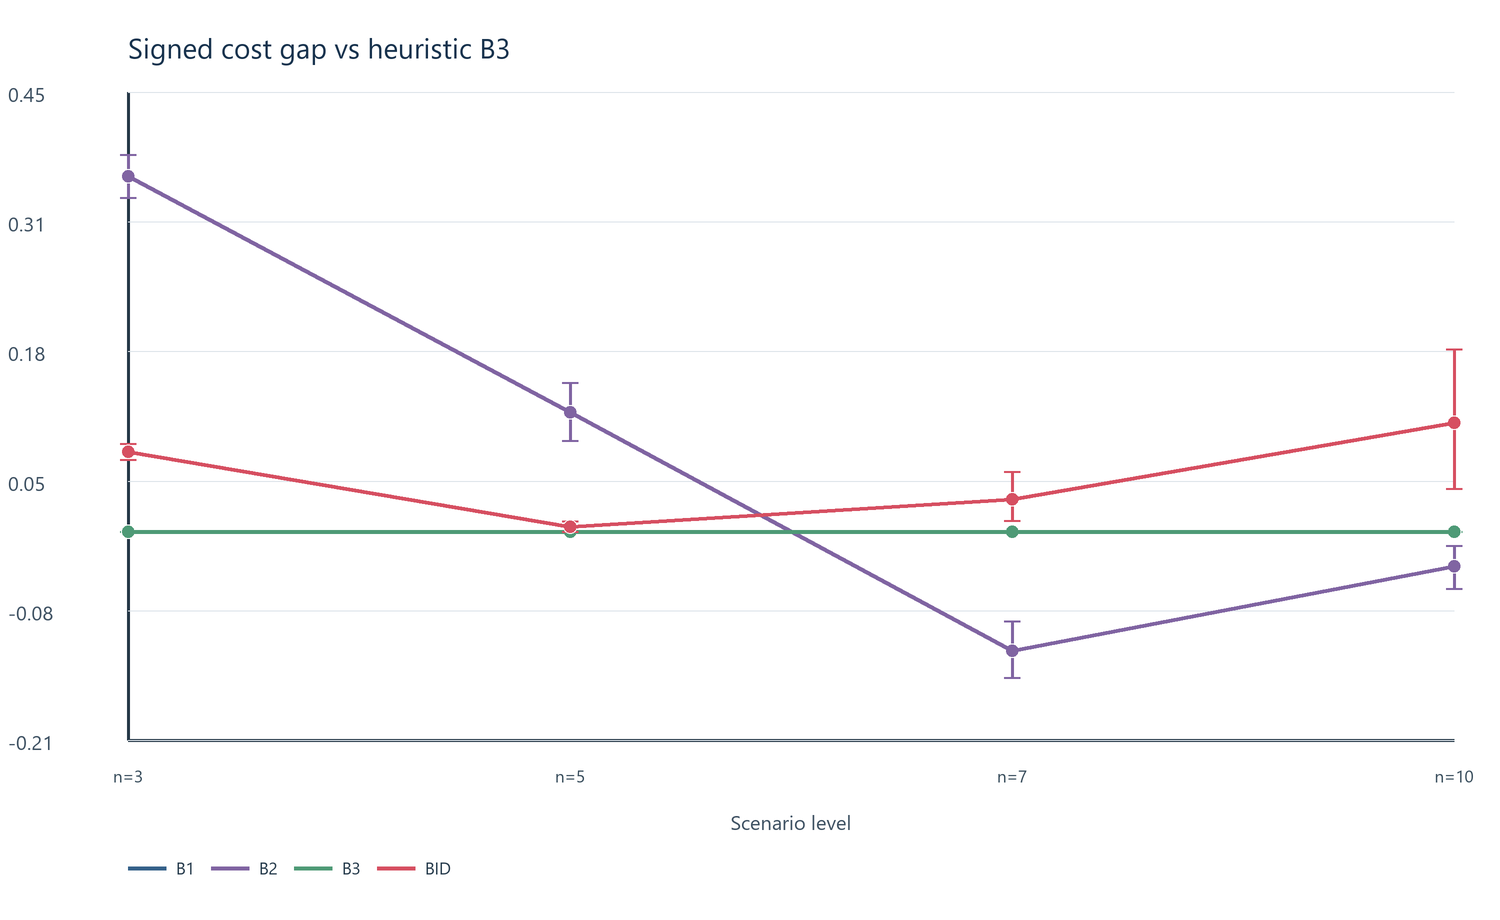 Signed cost gap vs heuristic B3
0.45
0.31
0.18
0.05
-0.08
-0.21
n=3 n=5 n=7 n=10
Scenario level
B1 B2 B3 BID